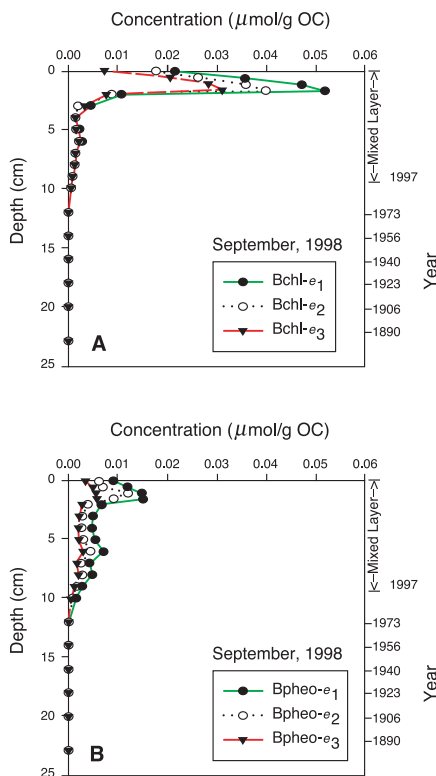 Concentration (μmol/g OC)
0.00 0.01 0.02 0.03 0.04 0.05 0.06
0
5
10
15
20
25
Depth (cm)
<--Mixed Layer-->
1997
1973
1956
1940
1923
1906
1890
Year
September, 1998
Bchl-e1
Bchl-e2
Bchl-e3
A
Concentration (μmol/g OC)
0.00 0.01 0.02 0.03 0.04 0.05 0.06
0
5
10
15
20
25
Depth (cm)
<--Mixed Layer-->
1997
1973
1956
1940
1923
1906
1890
Year
September, 1998
Bpheo-e1
Bpheo-e2
Bpheo-e3
B